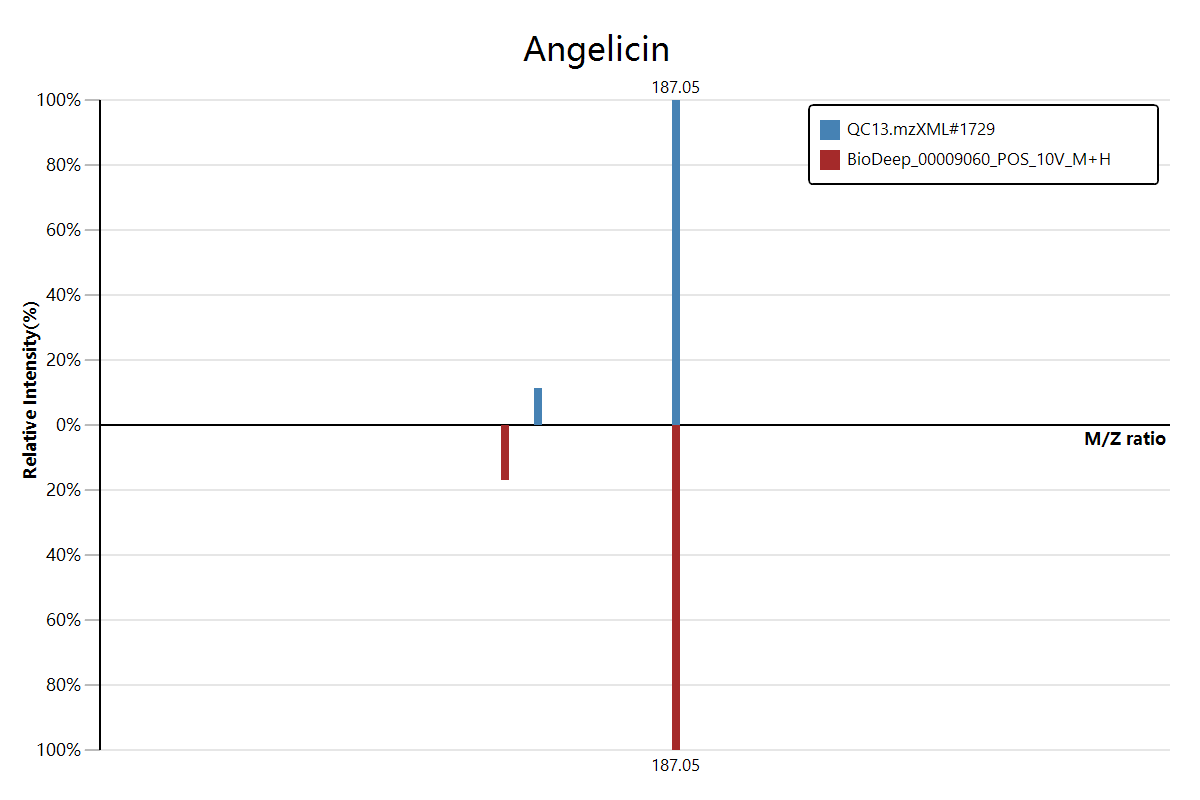 Angelicin
187.05
100%
80%
60%
40%
20%
0%
20%
40%
60%
80%
100%
Relative Intensity(%)
QC13.mzXML#1729
BioDeep_00009060_POS_10V_M+H
M/Z ratio
187.05